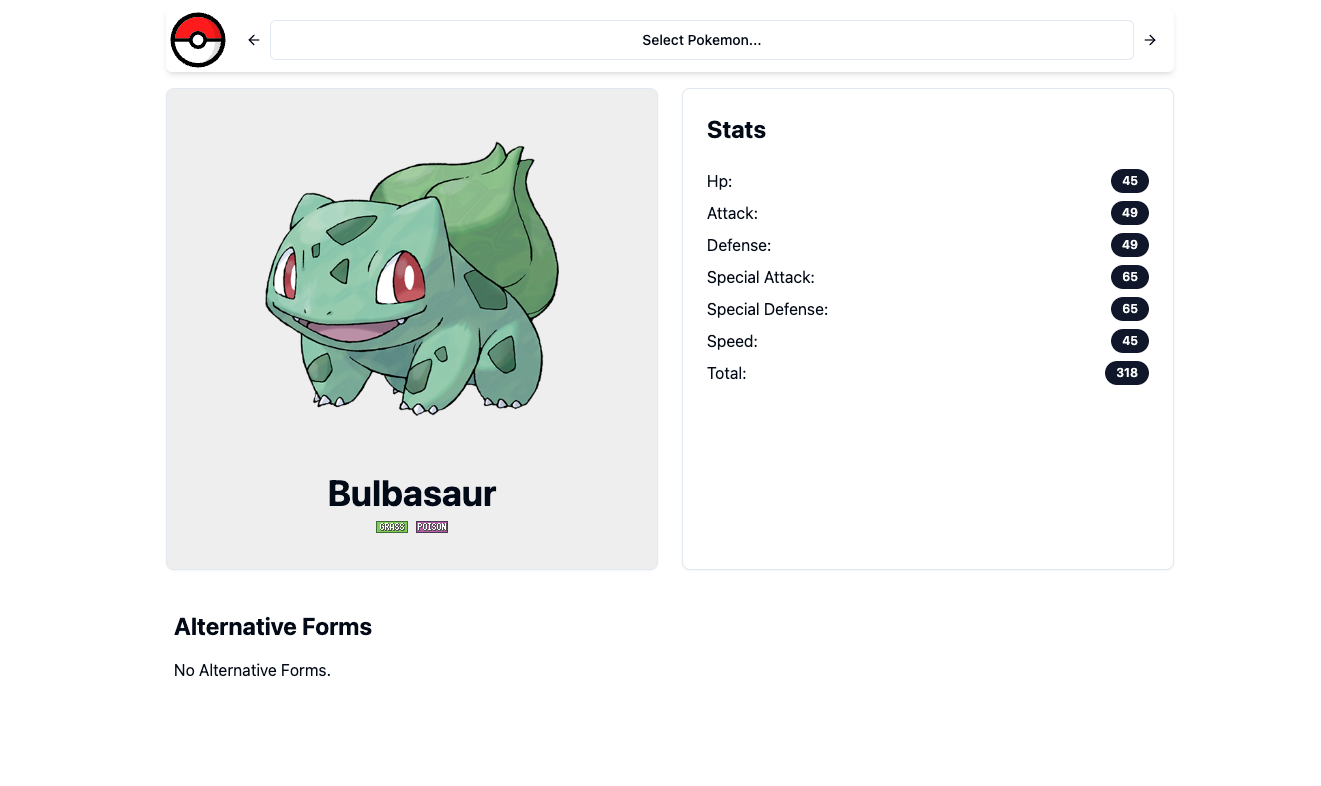 Select Pokemon...
Stats
Hp: 45
Attack: 49
Defense: 49
Special Attack: 65
Special Defense: 65
Speed: 45
Total: 318
Bulbasaur
GRASS POISON
Alternative Forms
No Alternative Forms.